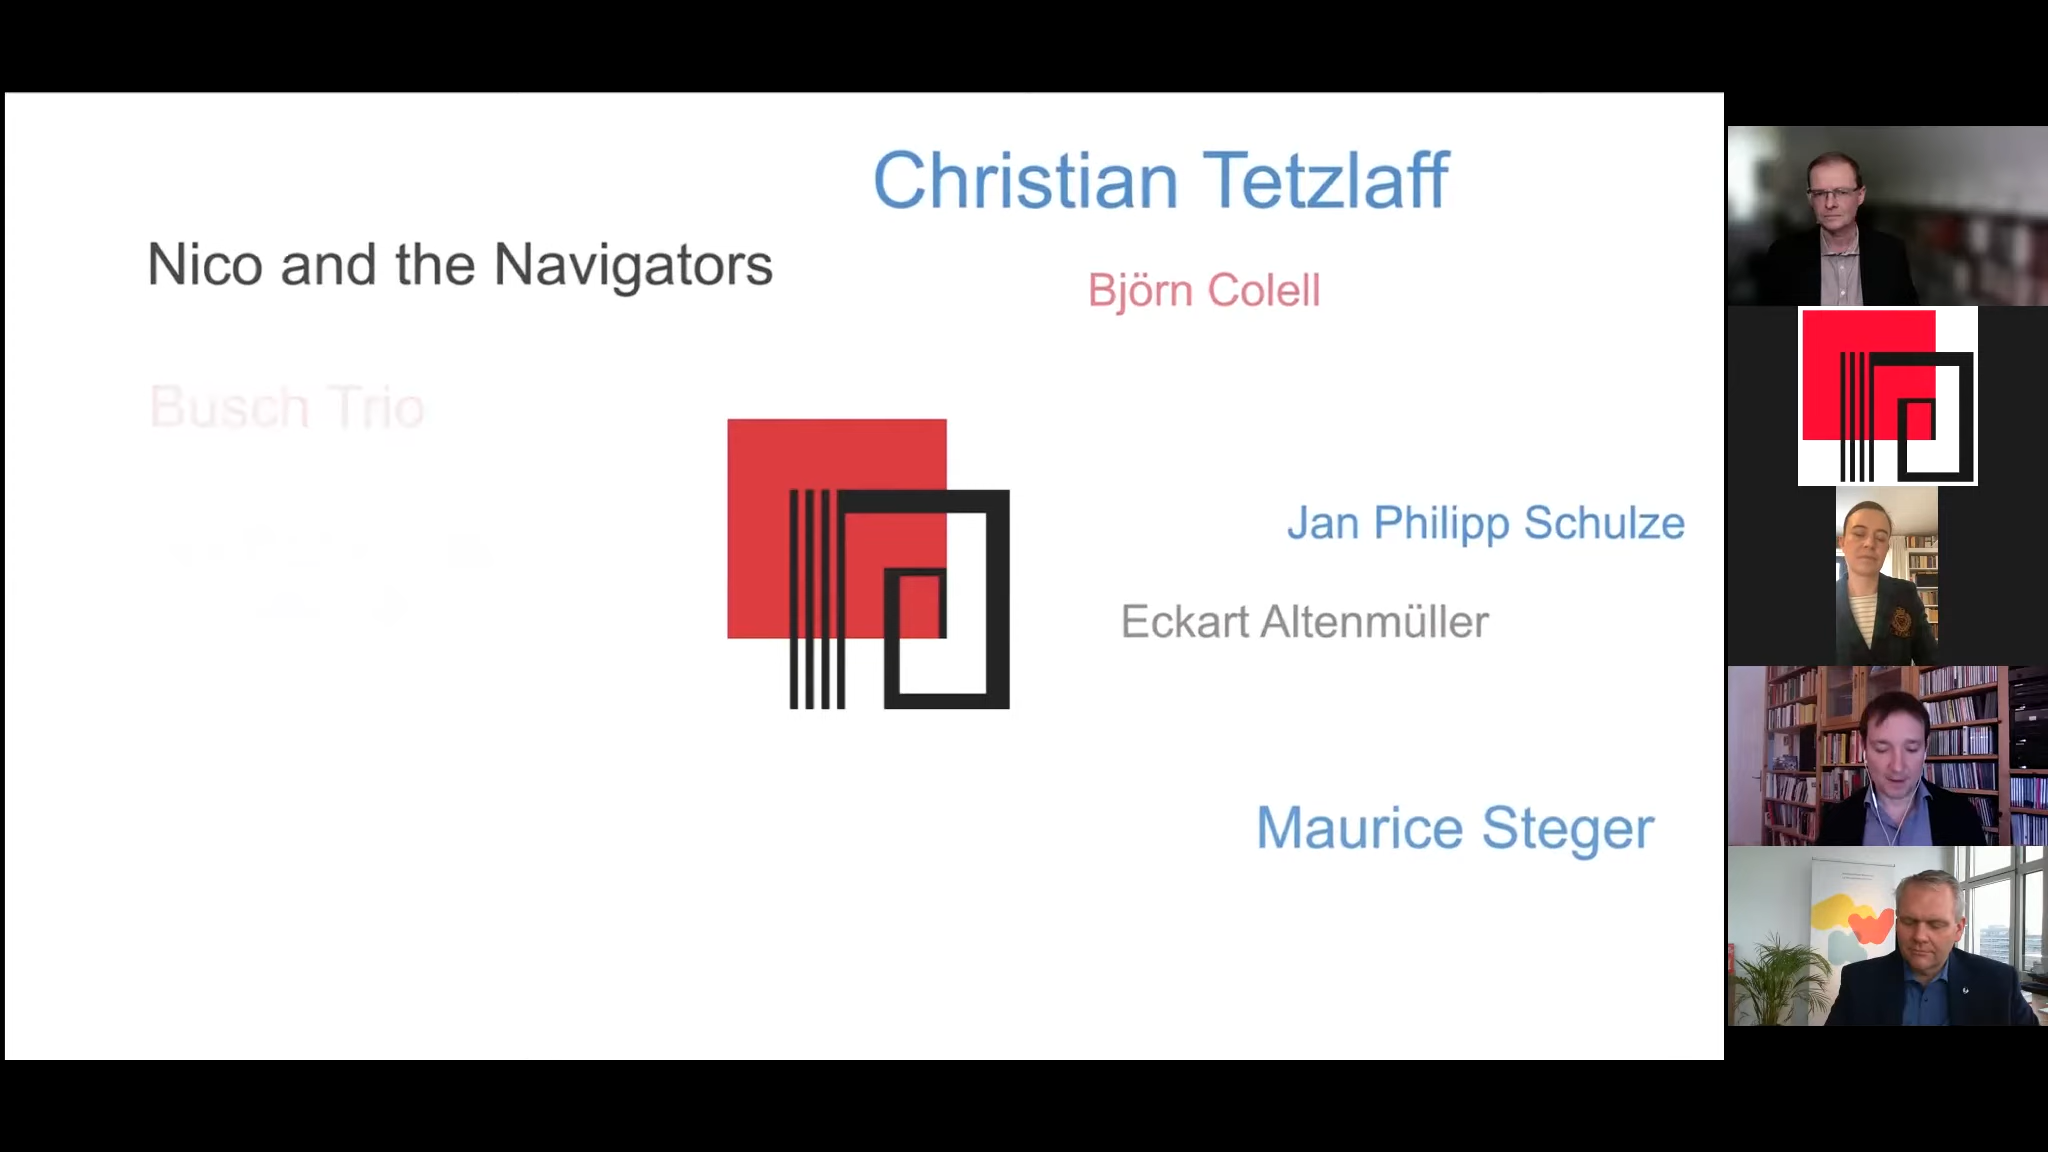 Christian Tetzlaff
Nico and the Navigators
Björn Colell
Busch Trio
Jan Philipp Schulze
Eckart Altenmüller
Maurice Steger